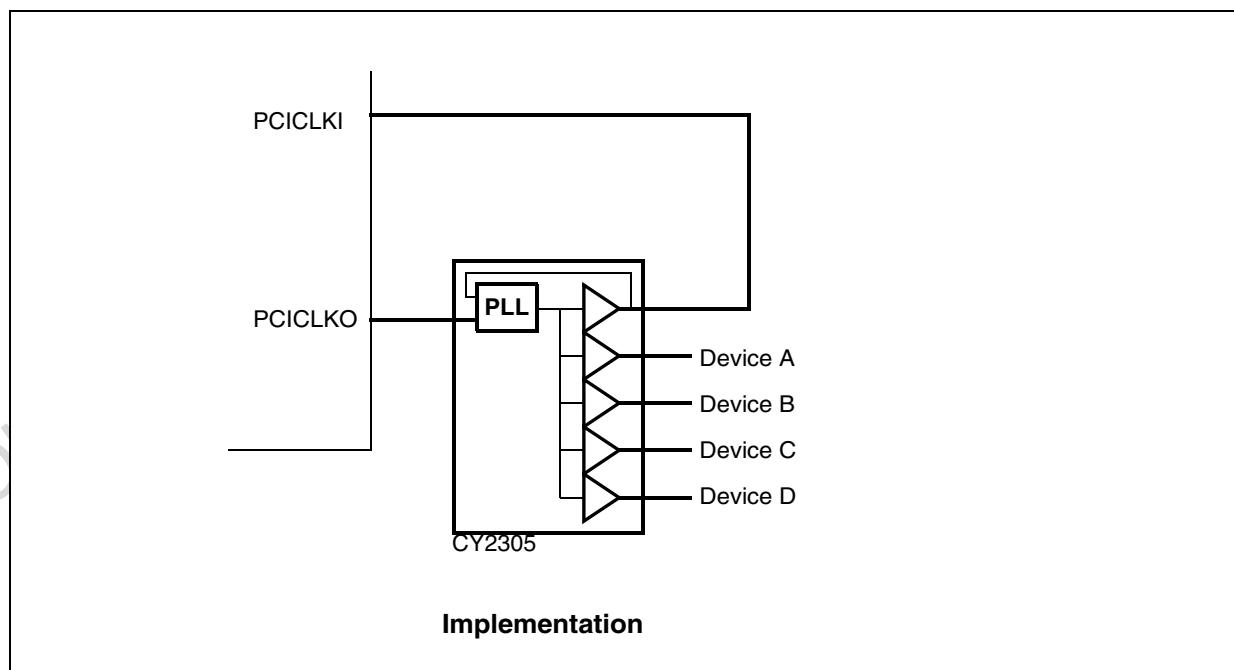 PCICLKI
PCICLKO
PLL
Device A
Device B
Device C
Device D
CY2305
Implementation